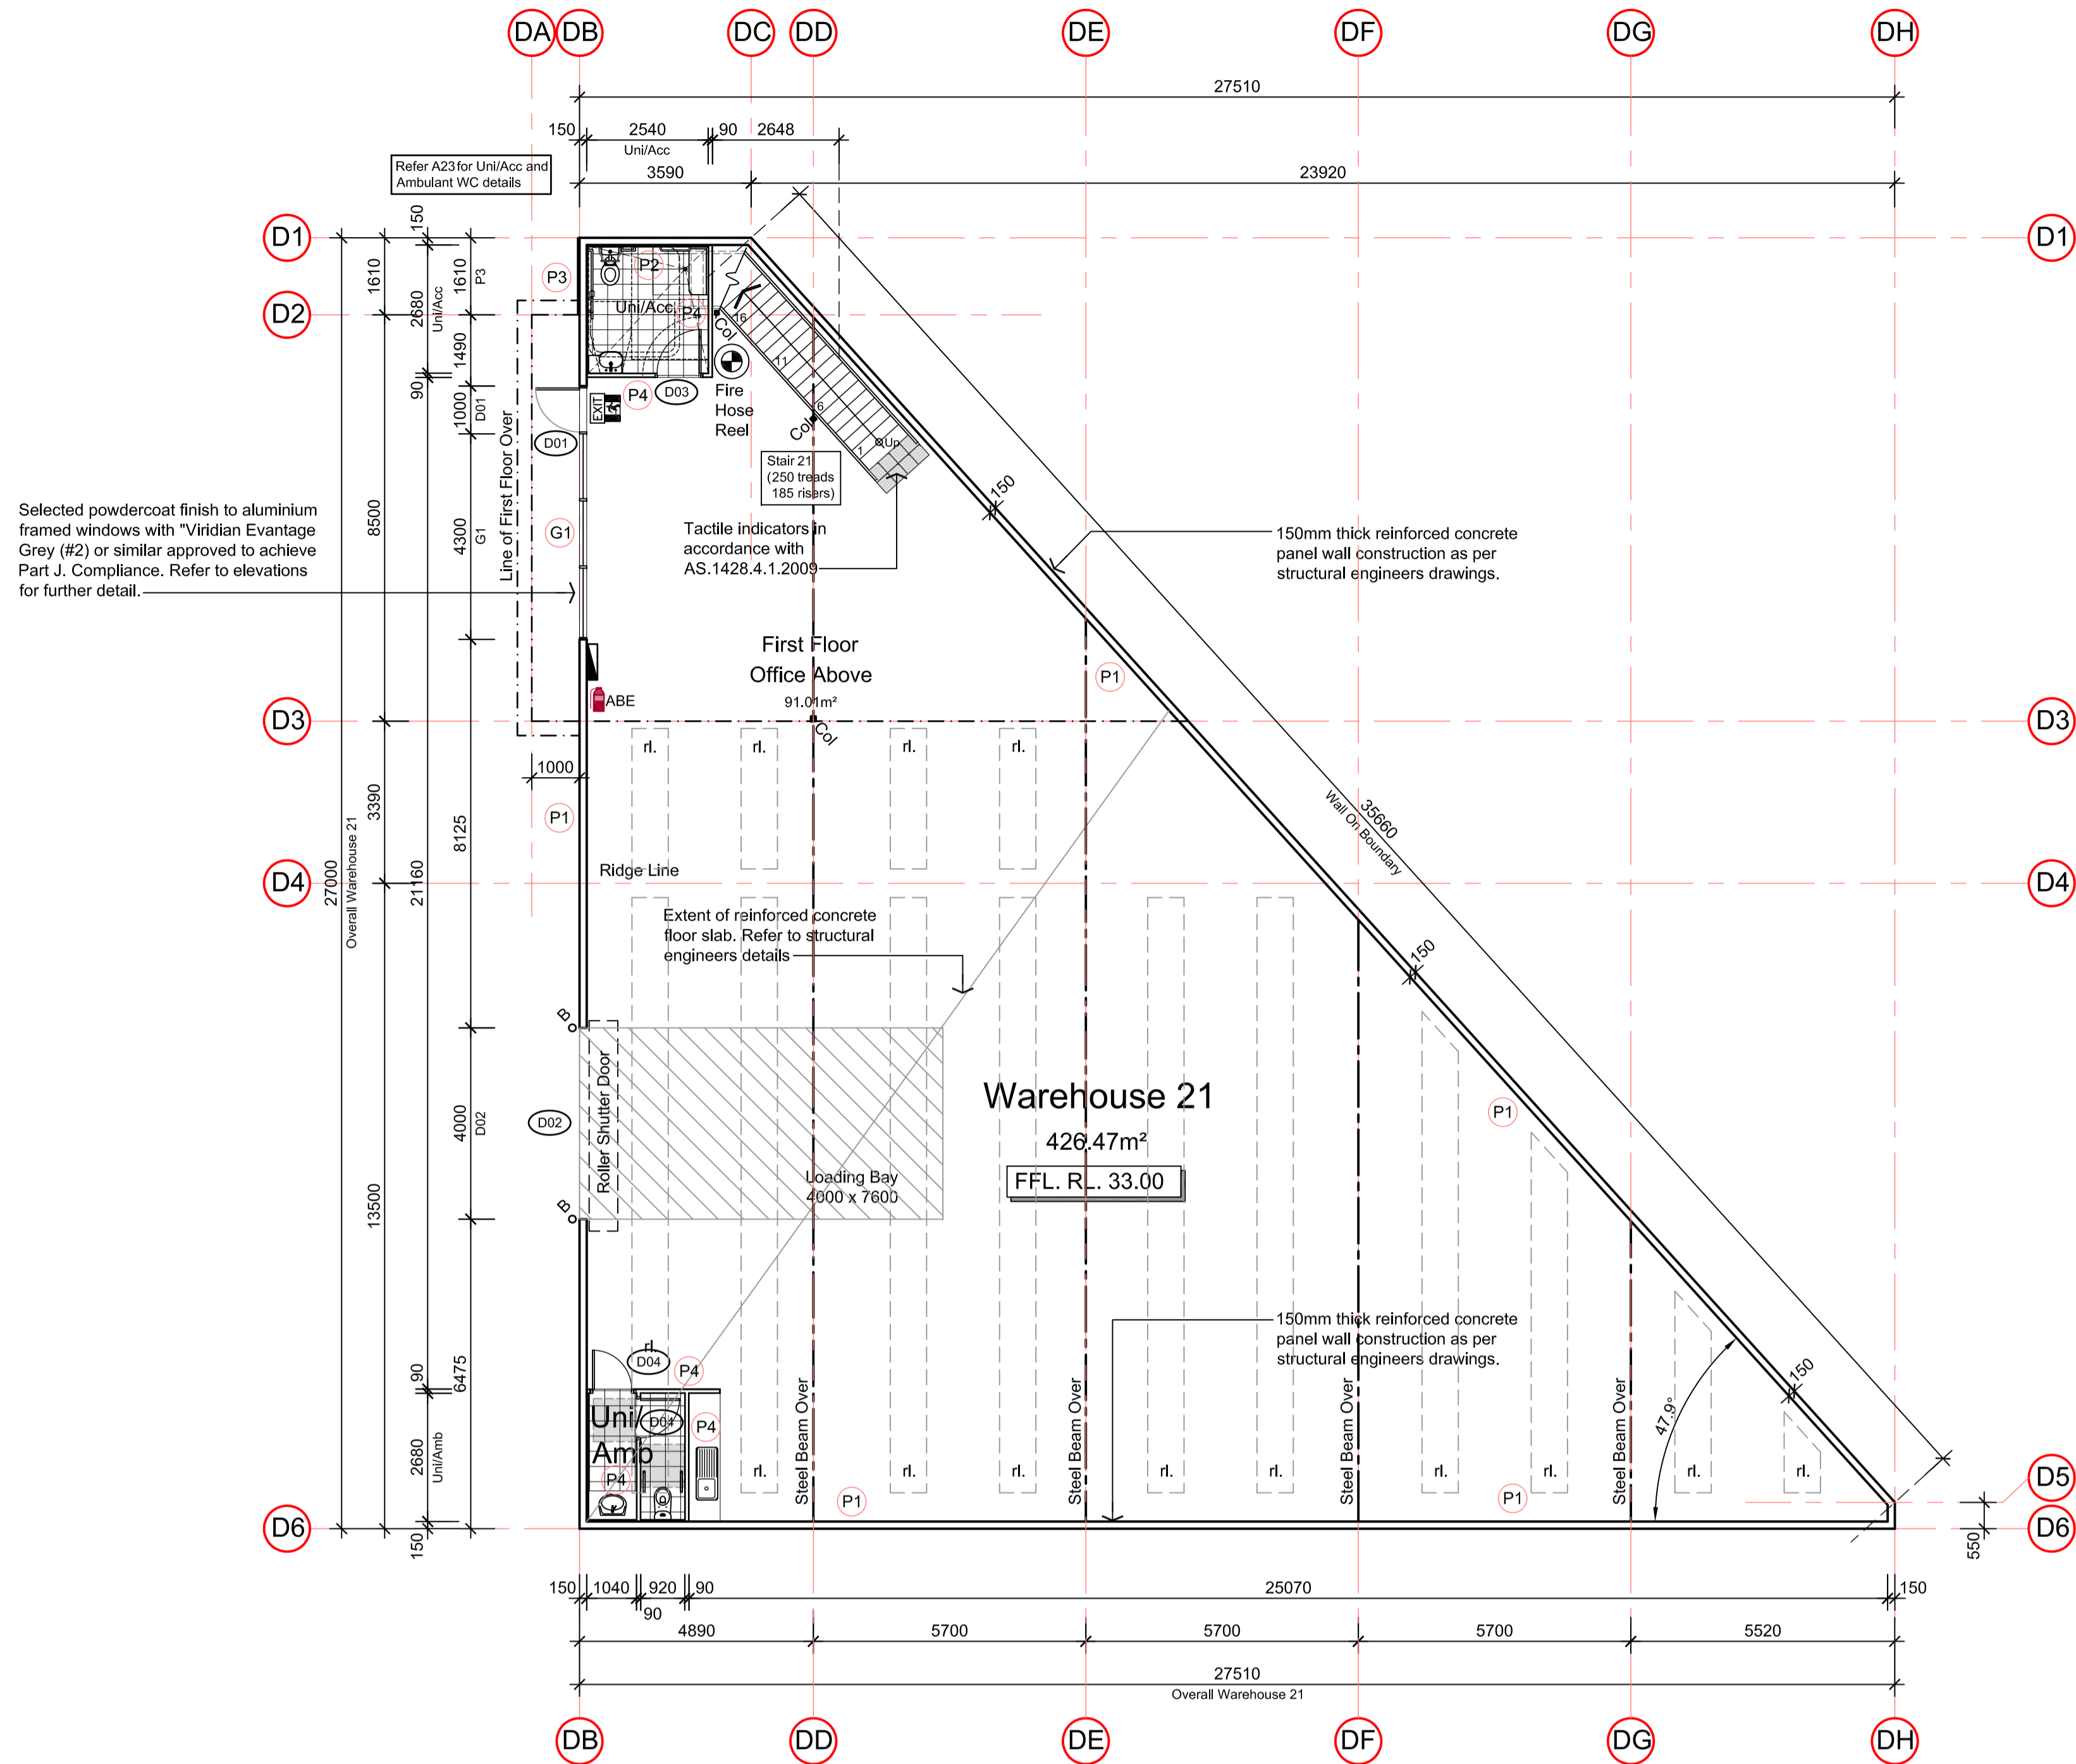 DA
DB
DC
DD
DE
DF
DG
DH
27510
150
2540
90
2648
Uni/Acc
Refer A23 for Uni/Acc and
Ambulant WC details
3590
23920
D1
D1
D2
150
1610
2680
Uni/Acc
1610
P3
1490
90
1000
D01
P3
P2
Uni/Acc
P4
Col
16
11
6
1
Up
Col
P4
D03
EXIT
Fire
Hose
Reel
D01
Line of First Floor Over
Stair 21
(250 treads
185 risers)
Selected powdercoat finish to aluminium
framed windows with "Viridian Evantage
Grey (#2) or similar approved to achieve
Part J. Compliance. Refer to elevations
for further detail.
8500
4300
G1
G1
Tactile indicators in
accordance with
AS.1428.4.1.2009
150
150mm thick reinforced concrete
panel wall construction as per
structural engineers drawings.
First Floor
Office Above
91.01m²
P1
ABE
D3
Col
D3
rl.
rl.
rl.
rl.
1000
P1
3390
8125
27000
Overall Warehouse 21
21160
35660
Wall On Boundary
Ridge Line
D4
D4
Extent of reinforced concrete
floor slab. Refer to structural
engineers details
150
B
Roller Shutter Door
B
D02
4000
D02
13500
Warehouse 21
426.47m²
FFL. RL. 33.00
Loading Bay
4000 x 7600
P1
150mm thick reinforced concrete
panel wall construction as per
structural engineers drawings.
150
47.9°
6475
90
2680
Uni/Amb
150
rl.
D04
P4
Uni/
Amb
D04
P4
P4
Steel Beam Over
Steel Beam Over
Steel Beam Over
Steel Beam Over
rl.
rl.
rl.
rl.
rl.
rl.
rl.
rl.
rl.
P1
P1
D5
D6
D6
550
150
1040
920
90
25070
150
90
4890
5700
5700
5700
5520
27510
Overall Warehouse 21
DB
DD
DE
DF
DG
DH